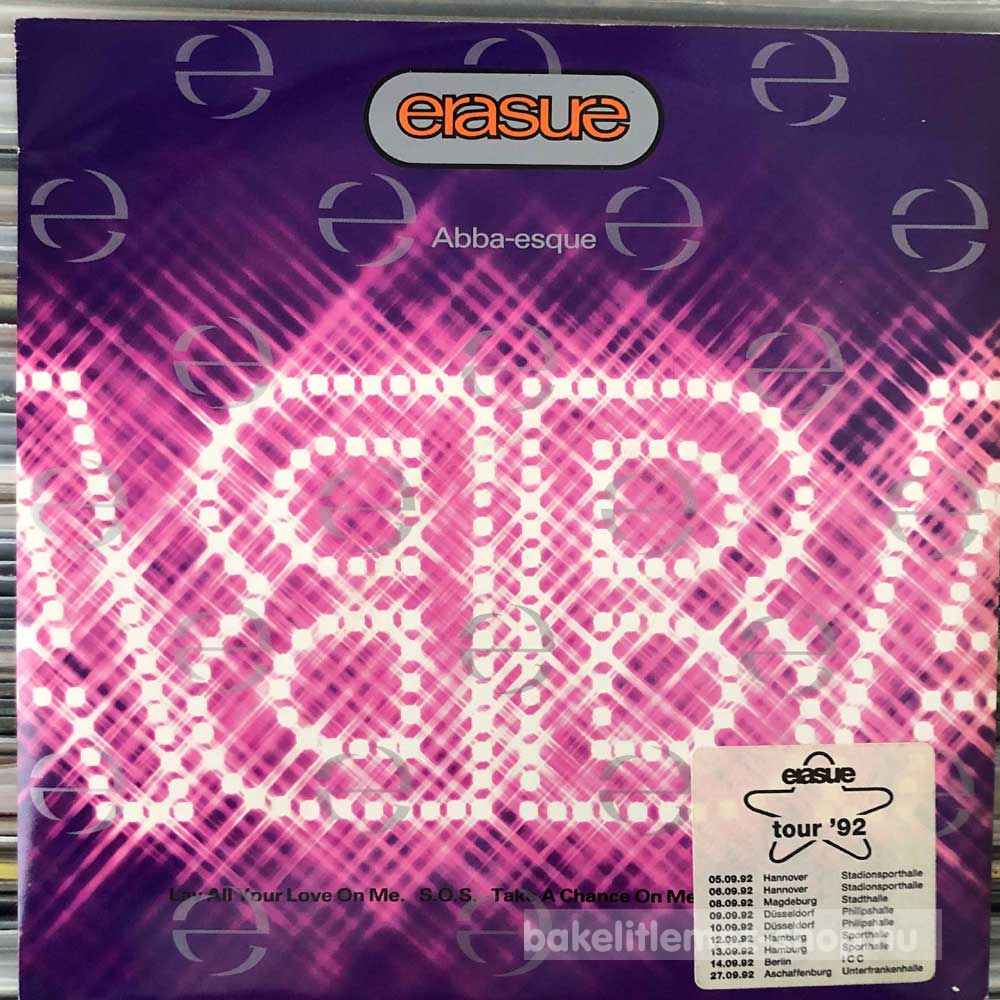 erasure
Abba-esque
Lay All Your Love On Me. S.O.S. Take A Chance On Me
erasure
tour '92
05.09.92 Hannover Stadionsporthalle
06.09.92 Hannover Stadionsporthalle
08.09.92 Magdeburg Stadthalle
09.09.92 Düsseldorf Philipshalle
10.09.92 Düsseldorf Philipshalle
12.09.92 Hamburg Sporthalle
13.09.92 Hamburg Sporthalle
14.09.92 Berlin ICC
27.09.92 Aschaffenburg Unterfrankenhalle